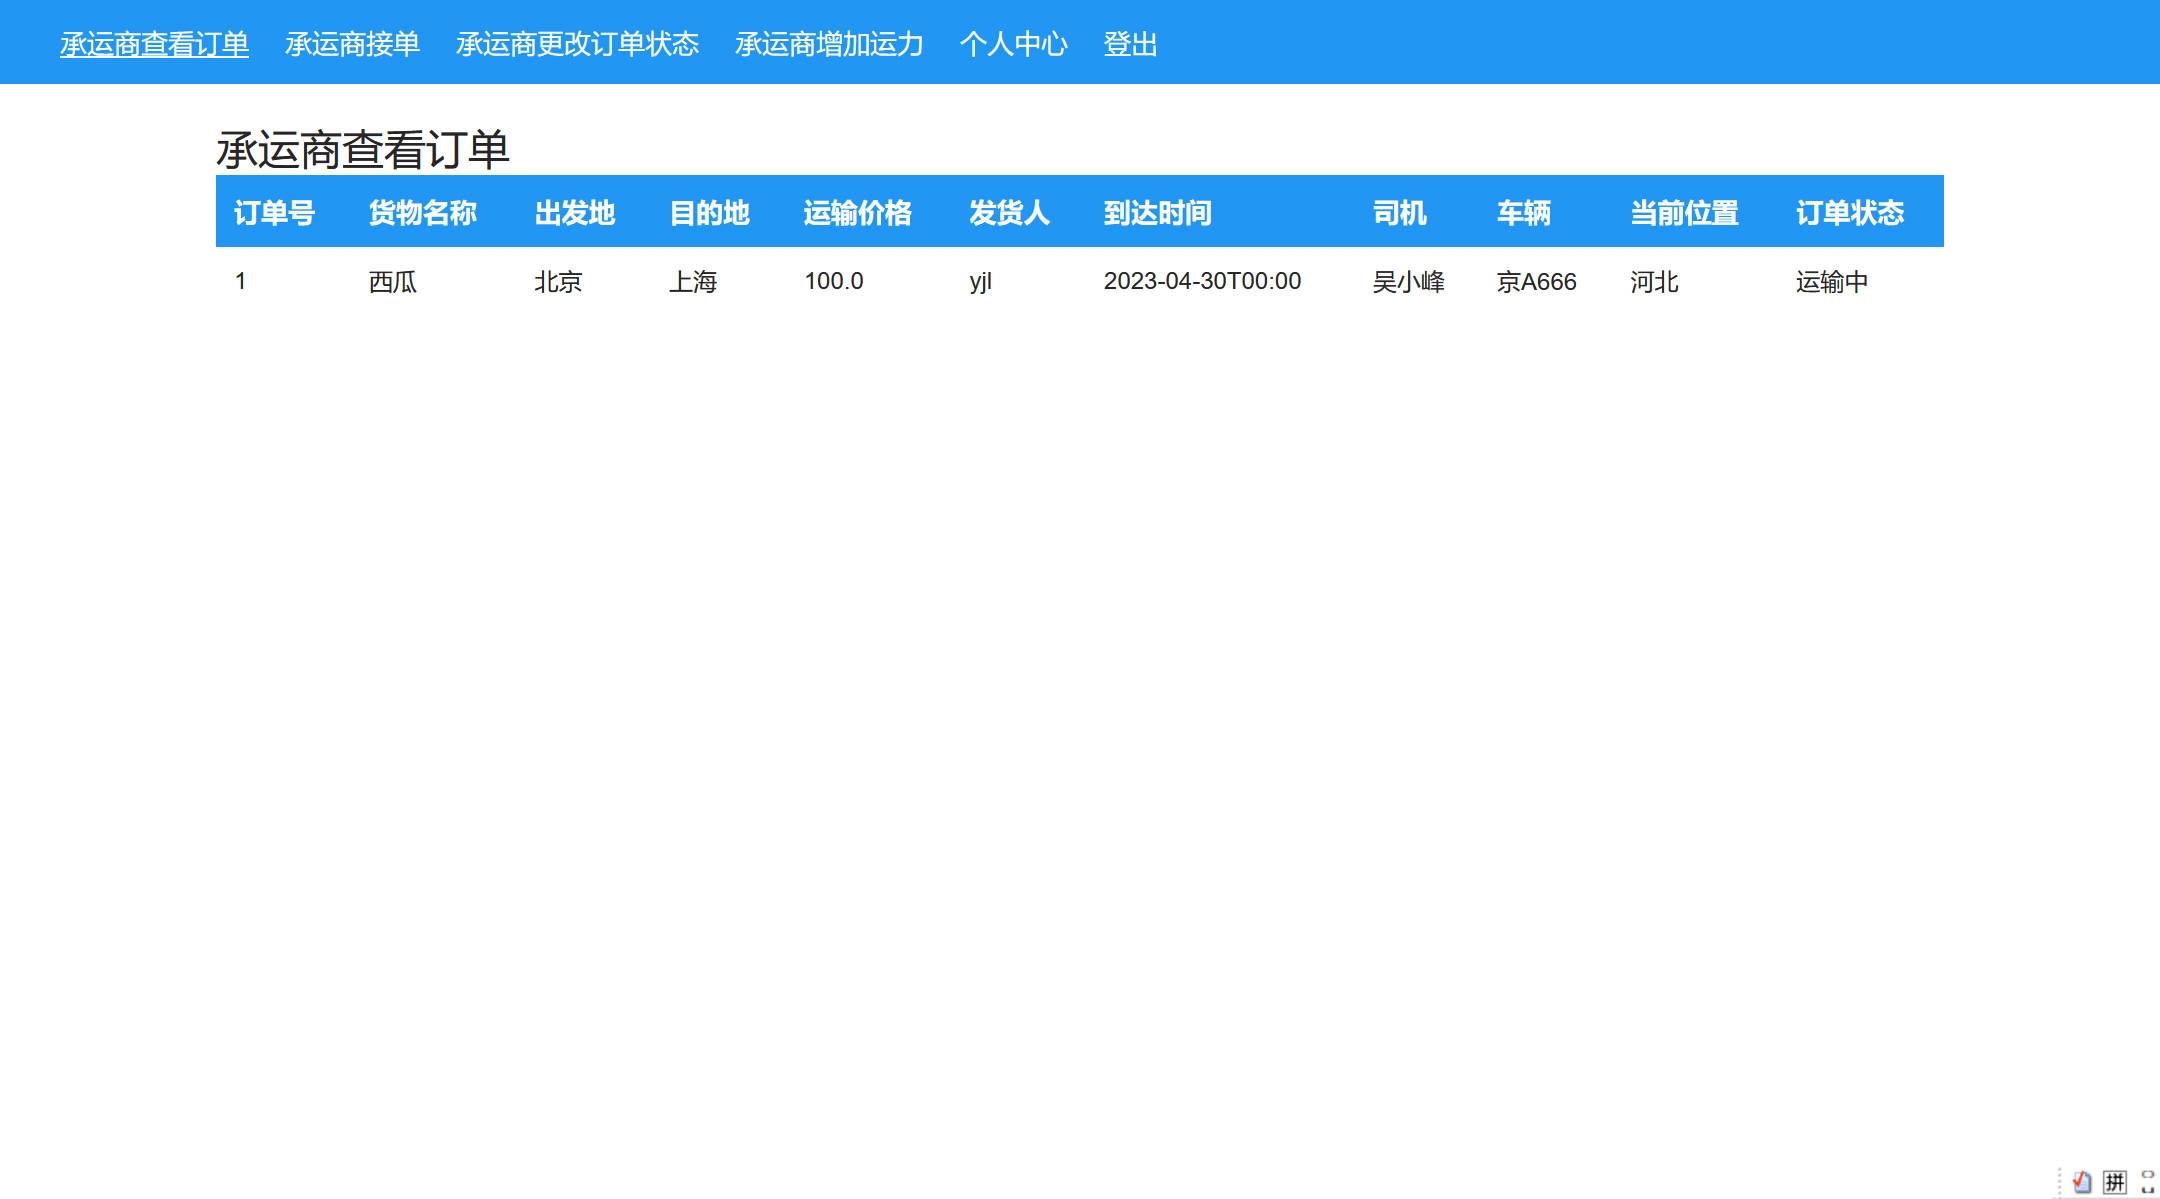 承运商查看订单 承运商接单 承运商更改订单状态 承运商增加运力 个人中心 登出
承运商查看订单
订单号 货物名称 出发地 目的地 运输价格 发货人 到达时间 司机 车辆 当前位置 订单状态
1 西瓜 北京 上海 100.0 yjl 2023-04-30T00:00 吴小峰 京A666 河北 运输中
拼